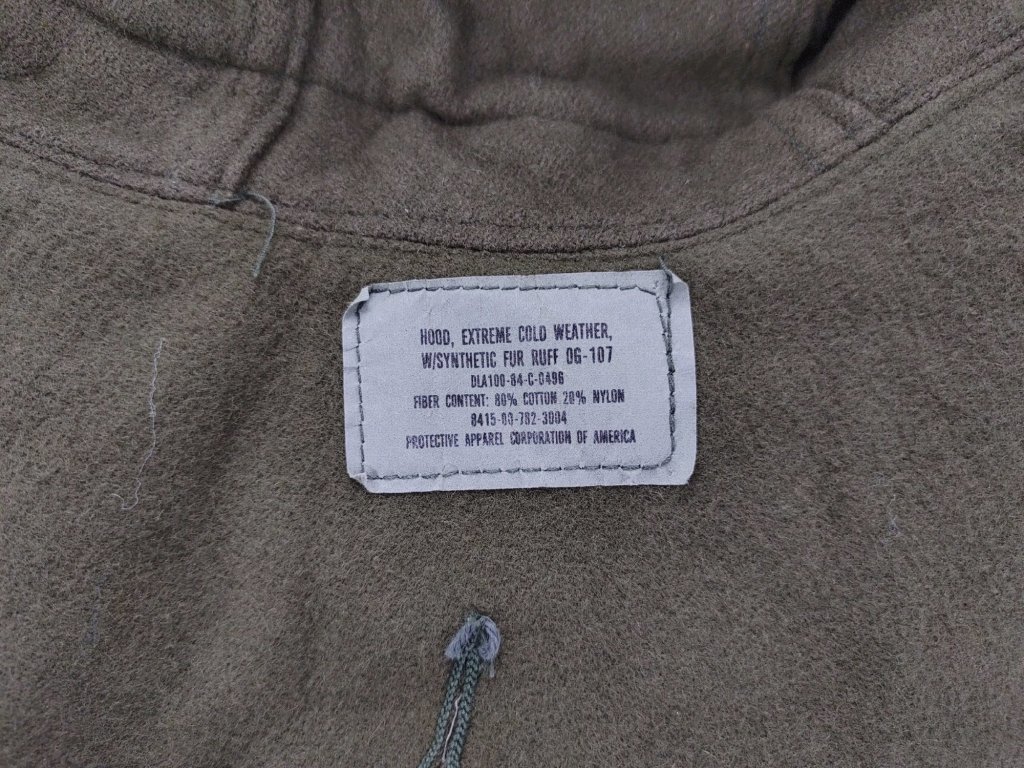 HOOD, EXTREME COLD WEATHER,
W/SYNTHETIC FUR RUFF OG-107
DLA100-84-C-0496
FIBER CONTENT: 80% COTTON 20% NYLON
8415-00-782-3004
PROTECTIVE APPAREL CORPORATION OF AMERICA